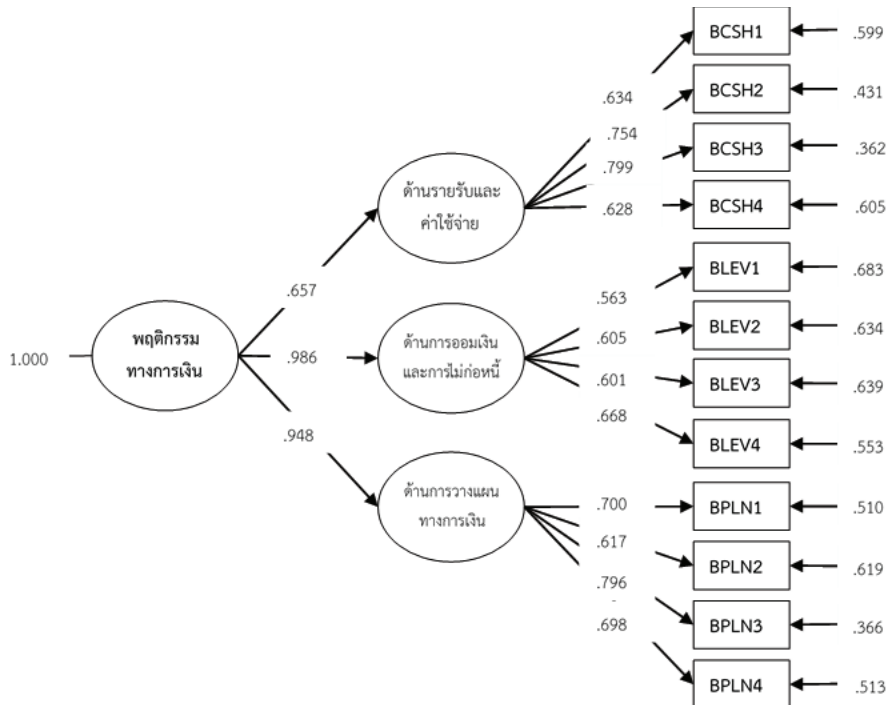 BCSH1
.599
.634
BCSH2
.431
.754
BCSH3
.362
.799
ด้านรายรับและ
ค่าใช้จ่าย
.628
BCSH4
.605
.657
BLEV1
.683
.563
1.000
พฤติกรรม
ทางการเงิน
.986
ด้านการออมเงิน
และการไม่ก่อหนี้
.605
BLEV2
.634
.601
BLEV3
.639
.668
BLEV4
.553
.948
ด้านการวางแผน
ทางการเงิน
.700
BPLN1
.510
.617
BPLN2
.619
.796
BPLN3
.366
.698
BPLN4
.513